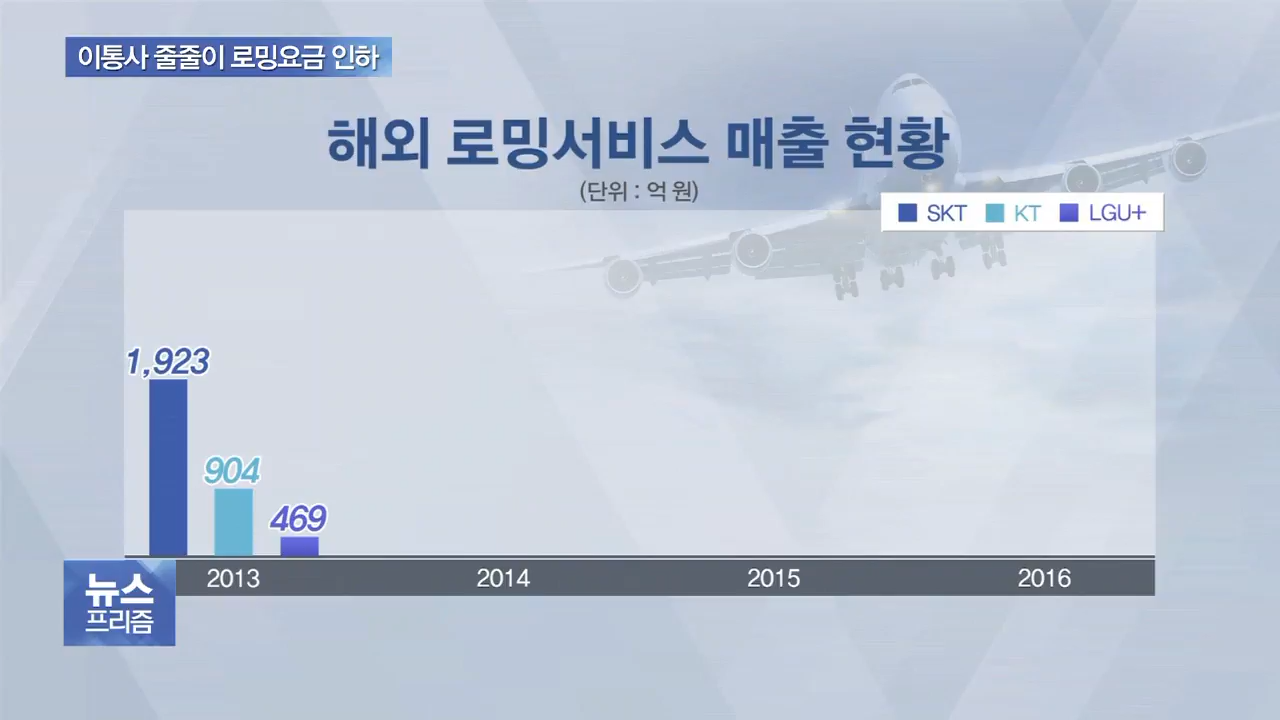 이통사 줄줄이 로밍요금 인하
해외 로밍서비스 매출 현황
(단위 : 억 원)
SKT KT LGU+
1,923
904
469
2013 2014 2015 2016
뉴스
프리즘